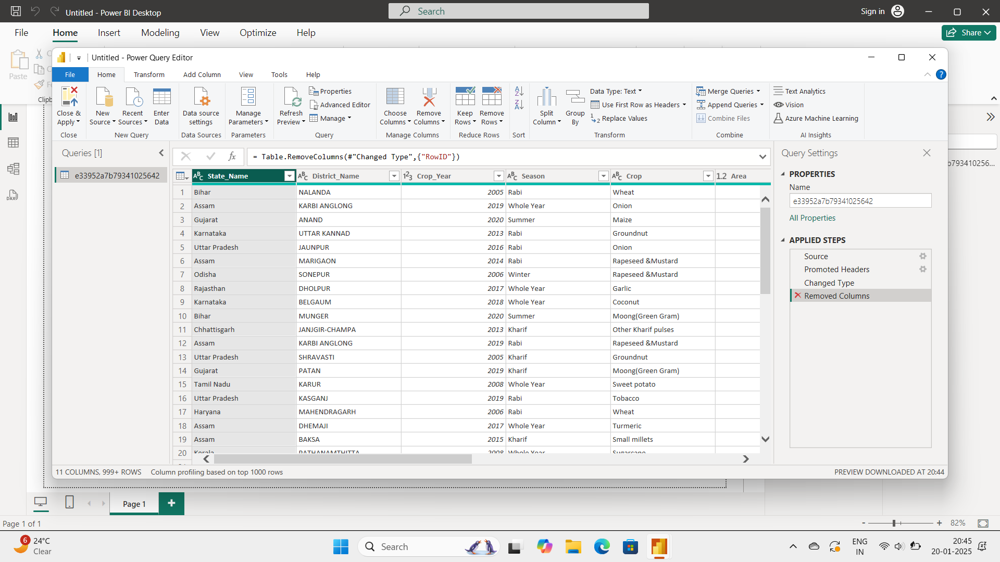 Untitled - Power BI Desktop
Search
Sign in
File Home Insert Modeling View Optimize Help
Share
Paste
Untitled - Power Query Editor
File Home Transform Add Column View Tools Help
Close & Apply
New Source
Recent Sources
Enter Data
Data source settings
Manage Parameters
Refresh Preview
Properties
Advanced Editor
Manage
Choose Columns
Remove Columns
Keep Rows
Remove Rows
Split Column
Group By
Data Type: Text
Use First Row as Headers
Replace Values
Merge Queries
Append Queries
Combine Files
Text Analytics
Vision
Azure Machine Learning
Close New Query Data Sources Parameters Query Manage Columns Reduce Rows Sort Transform Combine AI Insights
Queries [1]
e33952a7b79341025642
fx
= Table.RemoveColumns(#"Changed Type",{"RowID"})
ABC State_Name ABC District_Name 123 Crop_Year ABC Season ABC Crop 1.2 Area
1 Bihar NALANDA 2005 Rabi Wheat
2 Assam KARBI ANGLONG 2019 Whole Year Onion
3 Gujarat ANAND 2020 Summer Maize
4 Karnataka UTTAR KANNAD 2013 Rabi Groundnut
5 Uttar Pradesh JAUNPUR 2016 Rabi Onion
6 Assam MARIGAON 2014 Rabi Rapeseed &Mustard
7 Odisha SONEPUR 2006 Winter Rapeseed &Mustard
8 Rajasthan DHOLPUR 2017 Whole Year Garlic
9 Karnataka BELGAUM 2018 Whole Year Coconut
10 Bihar MUNGER 2020 Summer Moong(Green Gram)
11 Chhattisgarh JANJGIR-CHAMPA 2013 Kharif Other Kharif pulses
12 Assam KARBI ANGLONG 2019 Rabi Rapeseed &Mustard
13 Uttar Pradesh SHRAVASTI 2005 Kharif Groundnut
14 Gujarat PATAN 2019 Kharif Moong(Green Gram)
15 Tamil Nadu KARUR 2008 Whole Year Sweet potato
16 Uttar Pradesh KASGANJ 2019 Rabi Tobacco
17 Haryana MAHENDRAGARH 2006 Rabi Wheat
18 Assam DHEMAJI 2017 Whole Year Turmeric
19 Assam BAKSA 2015 Kharif Small millets
20 Kerala PATHANAMTHITTA 2008 Whole Year Sugarcane
Query Settings
PROPERTIES
Name
e33952a7b79341025642
All Properties
APPLIED STEPS
Source
Promoted Headers
Changed Type
Removed Columns
11 COLUMNS, 999+ ROWS Column profiling based on top 1000 rows
PREVIEW DOWNLOADED AT 20:44
Page 1
Page 1 of 1
82%
6
24°C
Clear
Search
ENG
IN
20:45
20-01-2025